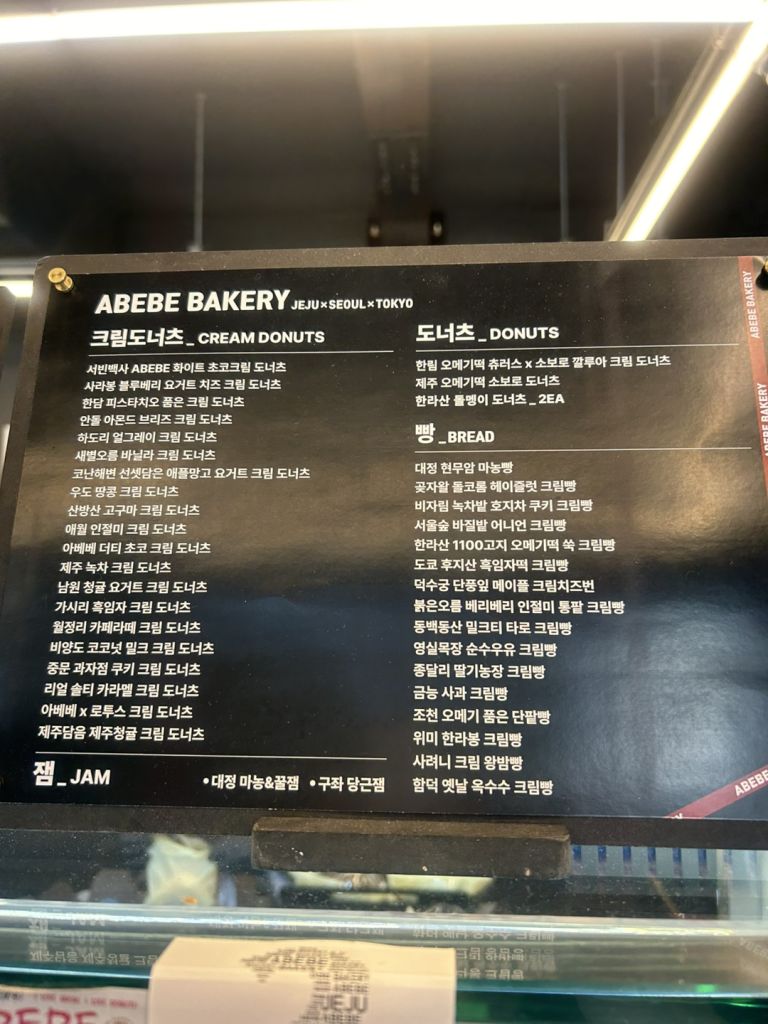 ABEBE BAKERY JEJU×SEOUL×TOKYO
크림도너츠_ CREAM DONUTS
서빈백사 ABEBE 화이트 초코크림 도너츠
사라봉 블루베리 요거트 치즈 크림 도너츠
한담 피스타치오 품은 크림 도너츠
안돌 아몬드 브리즈 크림 도너츠
하도리 얼그레이 크림 도너츠
새별오름 바닐라 크림 도너츠
코난해변 선셋담은 애플망고 요거트 크림 도너츠
우도 땅콩 크림 도너츠
산방산 고구마 크림 도너츠
애월 인절미 크림 도너츠
아베베 더티 초코 크림 도너츠
제주 녹차 크림 도너츠
남원 청귤 요거트 크림 도너츠
가시리 흑임자 크림 도너츠
월정리 카페라떼 크림 도너츠
비양도 코코넛 밀크 크림 도너츠
중문 과자점 쿠키 크림 도너츠
리얼 솔티 카라멜 크림 도너츠
아베베 x 로투스 크림 도너츠
제주담음 제주청귤 크림 도너츠
잼_ JAM
• 대정 마농&꿀잼 • 구좌 당근잼
도너츠_ DONUTS
한림 오메기떡 츄러스 x 소보로 깔루아 크림 도너츠
제주 오메기떡 소보로 도너츠
한라산 돌멩이 도너츠 _ 2EA
빵_BREAD
대정 현무암 마농빵
곶자왈 돌코롬 헤이즐럿 크림빵
비자림 녹차밭 호지차 쿠키 크림빵
서울숲 바질밭 어니언 크림빵
한라산 1100고지 오메기떡 쑥 크림빵
도쿄 후지산 흑임자떡 크림빵
덕수궁 단풍잎 메이플 크림치즈번
붉은오름 베리베리 인절미 통팥 크림빵
동백동산 밀크티 타로 크림빵
영실목장 순수우유 크림빵
종달리 딸기농장 크림빵
금능 사과 크림빵
조천 오메기 품은 단팥빵
위미 한라봉 크림빵
사려니 크림 왕밤빵
함덕 옛날 옥수수 크림빵
ABEBE BAKERY
ABEBE
JEJU
ABEBE